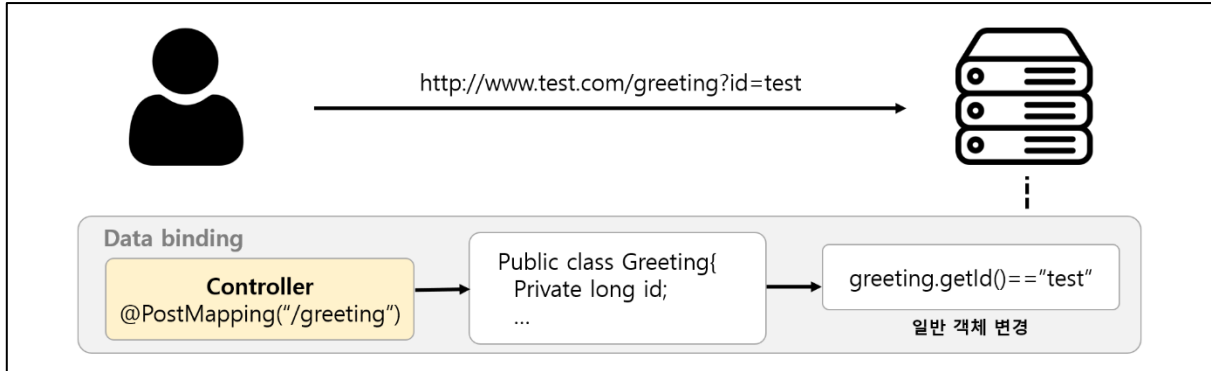 http://www.test.com/greeting?id=test
Data binding
Controller
@PostMapping(“/greeting”)
Public class Greeting{
Private long id;
...
greeting.getId()==“test”
일반 객체 변경